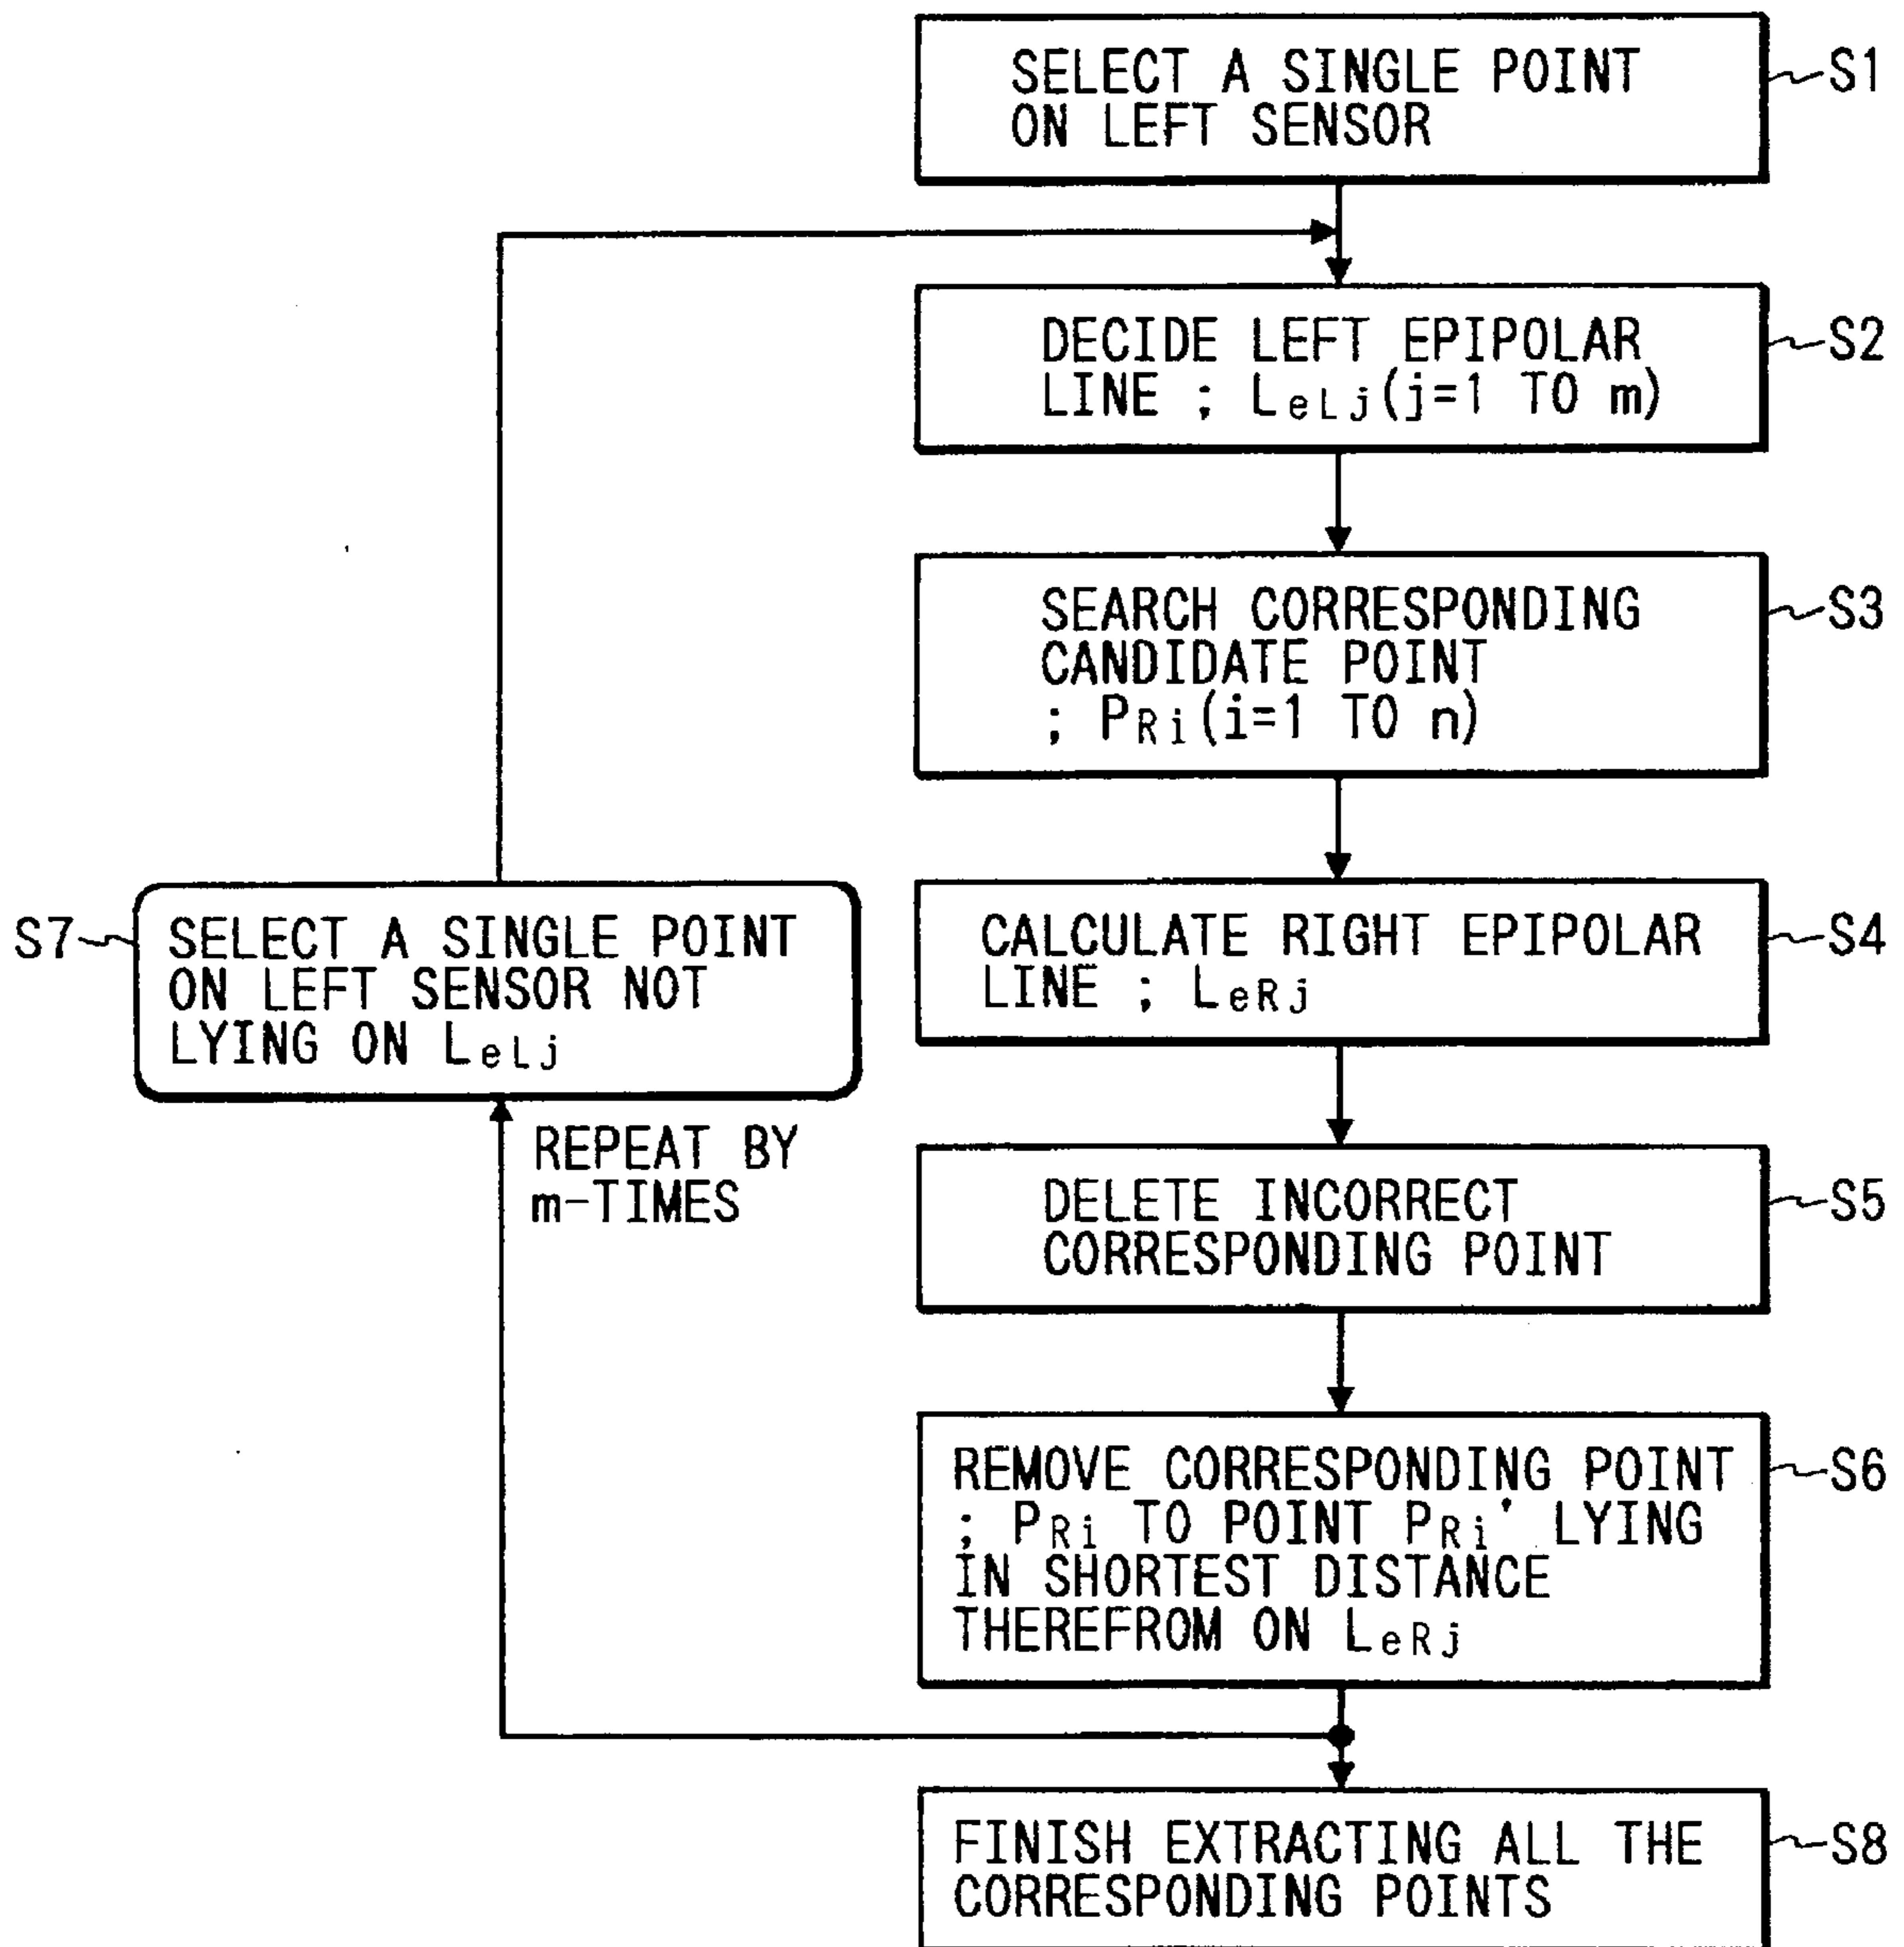 SELECT A SINGLE POINT
ON LEFT SENSOR
S1
DECIDE LEFT EPIPOLAR
LINE ; LeLj(j=1 TO m)
S2
SEARCH CORRESPONDING
CANDIDATE POINT
; PRi(i=1 TO n)
S3
CALCULATE RIGHT EPIPOLAR
LINE ; LeRj
S4
DELETE INCORRECT
CORRESPONDING POINT
S5
REMOVE CORRESPONDING POINT
; PRi TO POINT PRi' LYING
IN SHORTEST DISTANCE
THEREFROM ON LeRj
S6
S7
SELECT A SINGLE POINT
ON LEFT SENSOR NOT
LYING ON LeLj
REPEAT BY
m-TIMES
FINISH EXTRACTING ALL THE
CORRESPONDING POINTS
S8